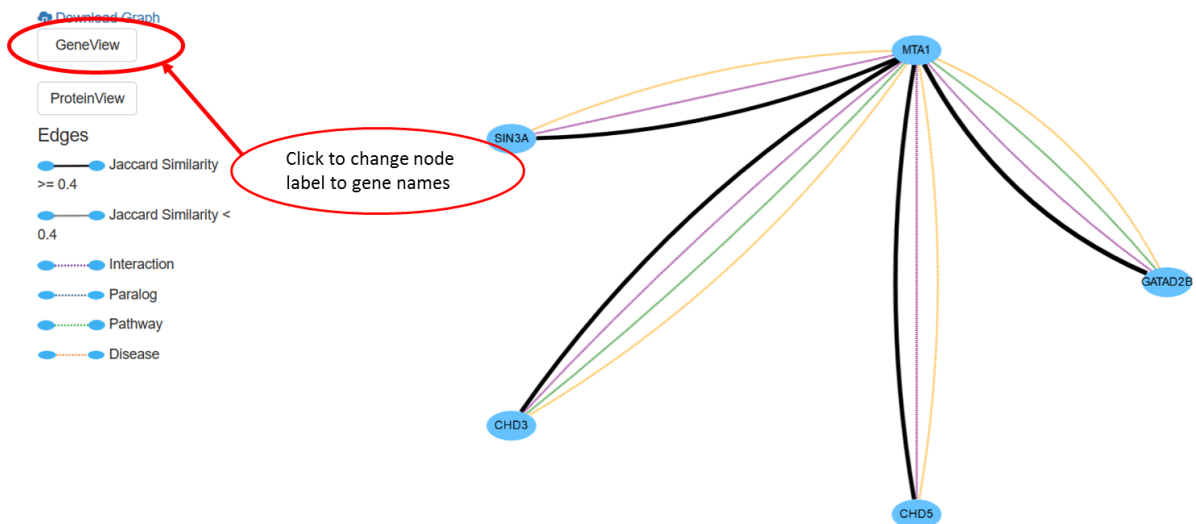 Download Graph
GeneView
ProteinView
Edges
Jaccard Similarity
>= 0.4
Jaccard Similarity <
0.4
Interaction
Paralog
Pathway
Disease
Click to change node
label to gene names
MTA1
SIN3A
GATAD2B
CHD3
CHD5